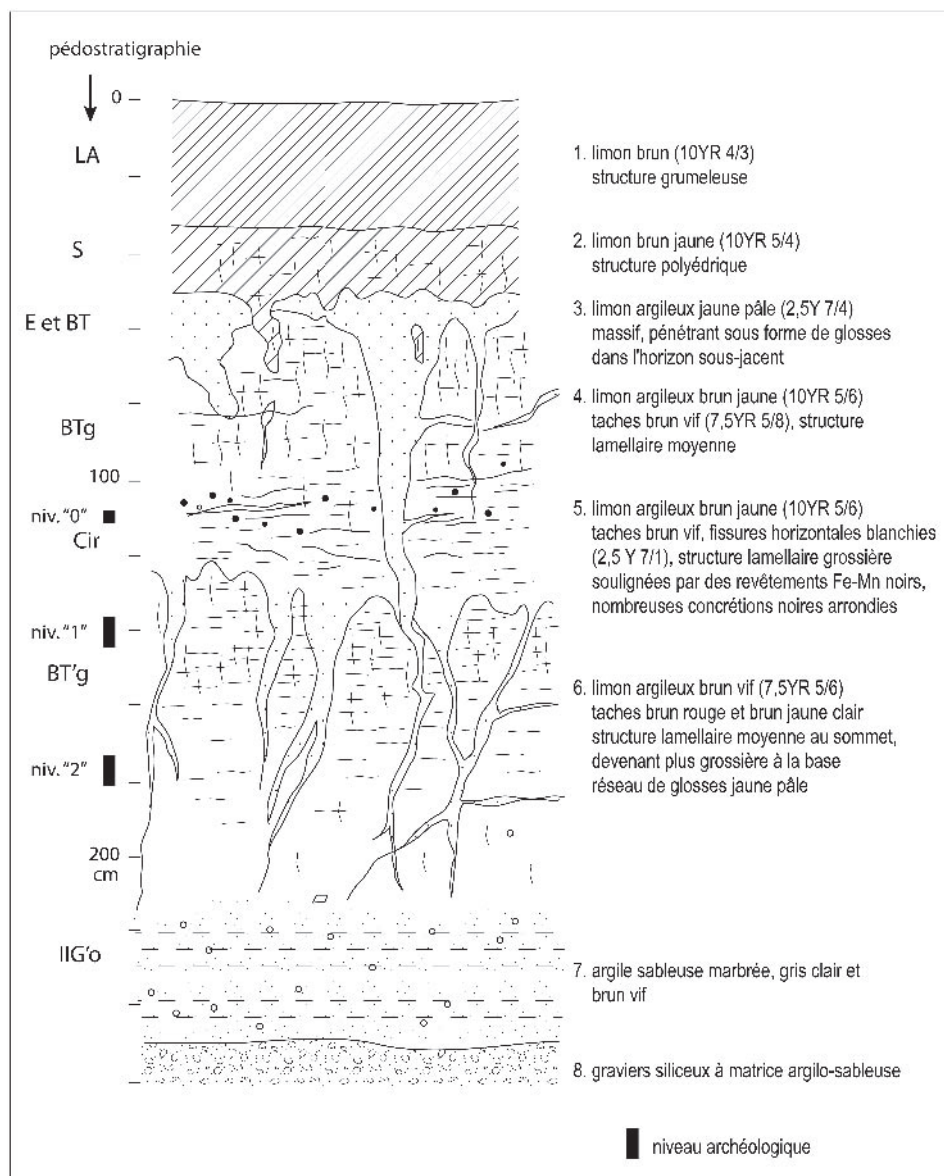 pédostratigraphie
0
LA
1. limon brun (10YR 4/3)
structure grumeleuse
S
2. limon brun jaune (10YR 5/4)
structure polyédrique
E et BT
3. limon argileux jaune pâle (2,5Y 7/4)
massif, pénétrant sous forme de glosses
dans l'horizon sous-jacent
BTg
4. limon argileux brun jaune (10YR 5/6)
taches brun vif (7,5YR 5/8), structure
lamellaire moyenne
100
niv. "0"
Cir
5. limon argileux brun jaune (10YR 5/6)
taches brun vif, fissures horizontales blanchies
(2,5 Y 7/1), structure lamellaire grossière
soulignées par des revêtements Fe-Mn noirs,
nombreuses concrétions noires arrondies
niv. "1"
BT'g
6. limon argileux brun vif (7,5YR 5/6)
taches brun rouge et brun jaune clair
structure lamellaire moyenne au sommet,
devenant plus grossière à la base
réseau de glosses jaune pâle
niv. "2"
200
cm
IIG'o
7. argile sableuse marbrée, gris clair et
brun vif
8. graviers siliceux à matrice argilo-sableuse
niveau archéologique